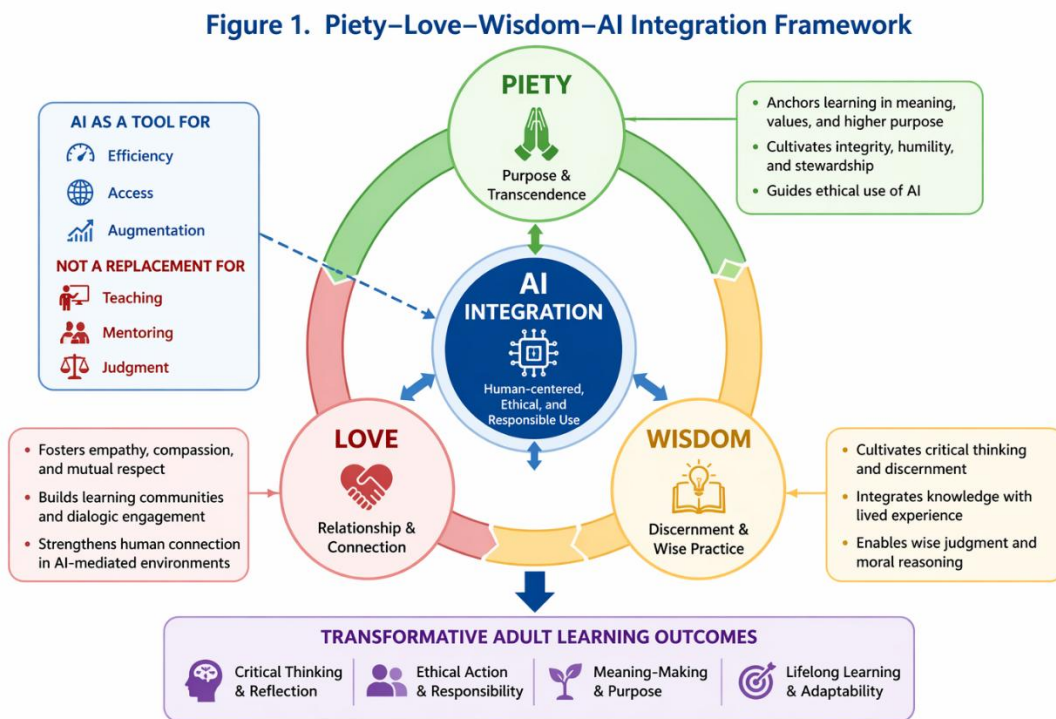 Figure 1. Piety–Love–Wisdom–AI Integration Framework
AI AS A TOOL FOR
Efficiency
Access
Augmentation
NOT A REPLACEMENT FOR
Teaching
Mentoring
Judgment
PIETY
Purpose &
Transcendence
• Anchors learning in meaning,
values, and higher purpose
• Cultivates integrity, humility,
and stewardship
• Guides ethical use of AI
AI
INTEGRATION
Human-centered,
Ethical, and
Responsible Use
• Fosters empathy, compassion,
and mutual respect
• Builds learning communities
and dialogic engagement
• Strengthens human connection
in AI-mediated environments
LOVE
Relationship &
Connection
WISDOM
Discernment &
Wise Practice
• Cultivates critical thinking
and discernment
• Integrates knowledge with
lived experience
• Enables wise judgment and
moral reasoning
TRANSFORMATIVE ADULT LEARNING OUTCOMES
Critical Thinking
& Reflection
Ethical Action
& Responsibility
Meaning-Making
& Purpose
Lifelong Learning
& Adaptability